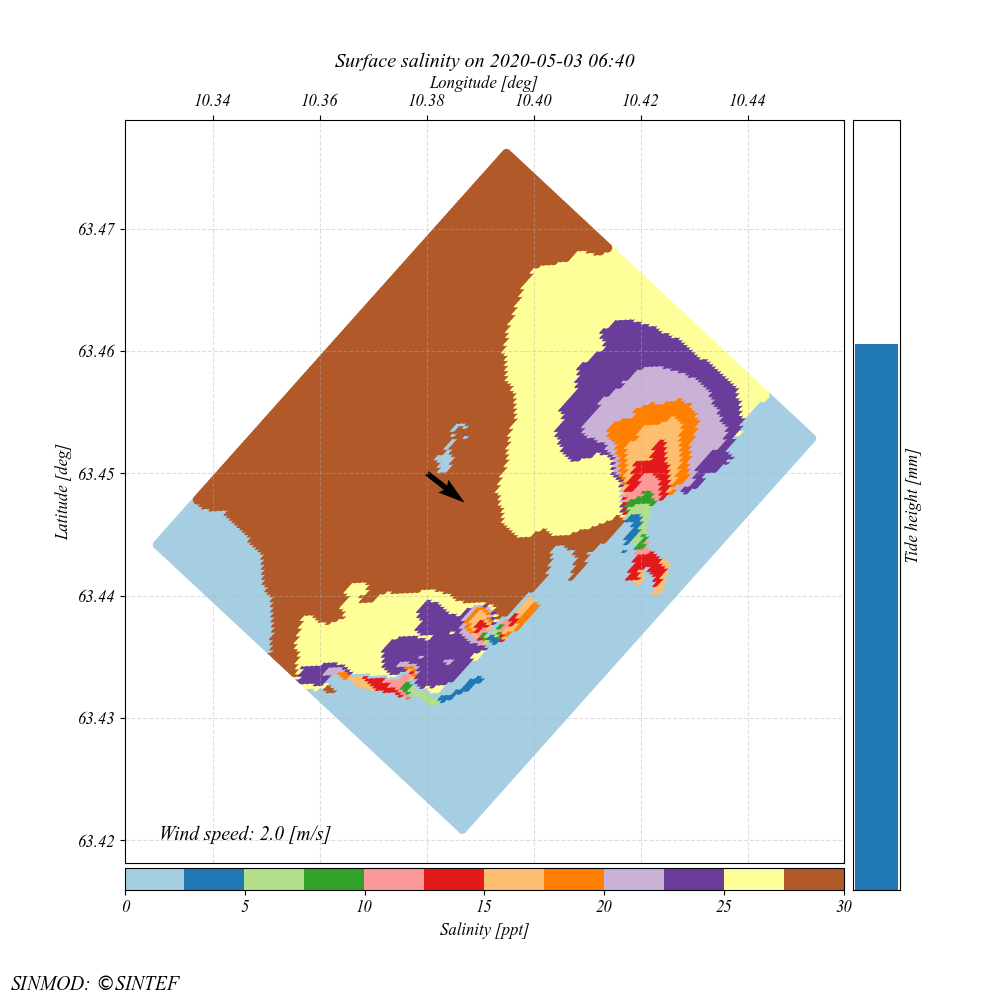 Surface salinity on 2020-05-03 06:40
Longitude [deg]
10.34 10.36 10.38 10.40 10.42 10.44
63.47
63.46
63.45
63.44
63.43
63.42
Latitude [deg]
Tide height [mm]
Wind speed: 2.0 [m/s]
0 5 10 15 20 25 30
Salinity [ppt]
SINMOD: ©SINTEF